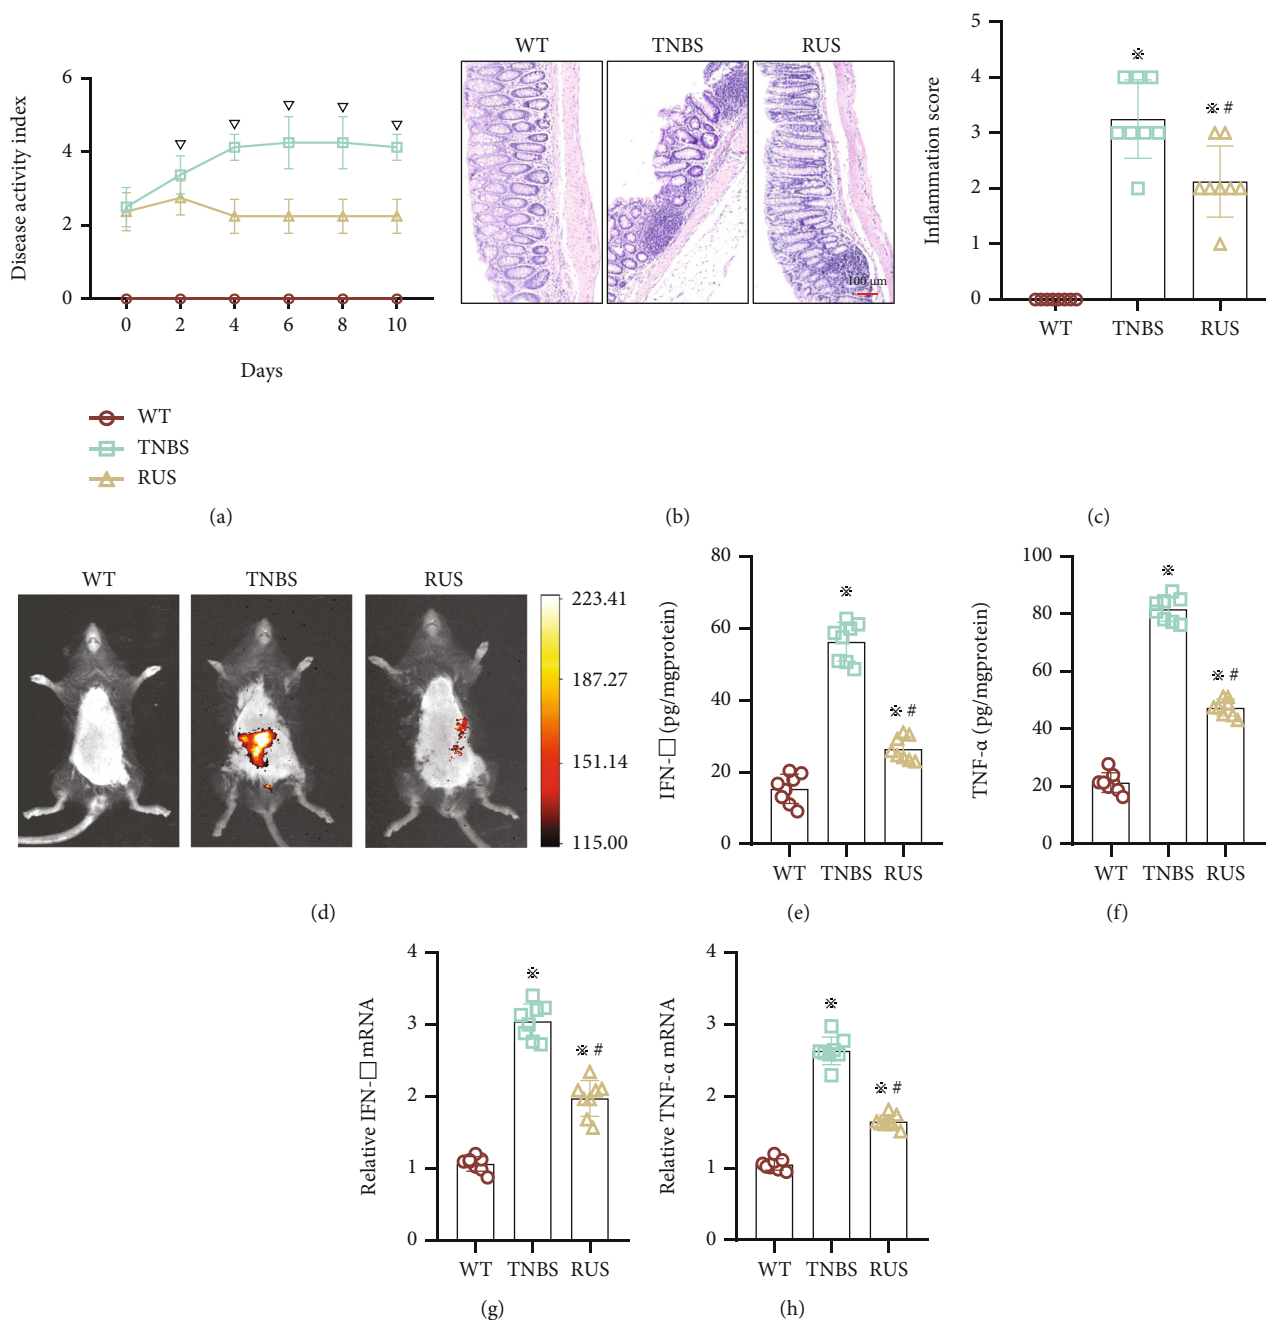 Disease activity index
6
4
2
0
0 2 4 6 8 10
Days
WT
TNBS
RUS
(a)
WT TNBS RUS
100 μm
(b)
Inflammation score
5
4
3
2
1
0
※
※ #
WT TNBS RUS
(c)
WT TNBS RUS
223.41
187.27
151.14
115.00
(d)
IFN-□ (pg/mgprotein)
80
60
40
20
0
※
※ #
WT TNBS RUS
(e)
TNF-α (pg/mgprotein)
100
80
60
40
20
0
※
※ #
WT TNBS RUS
(f)
Relative IFN-□ mRNA
4
3
2
1
0
※
※ #
WT TNBS RUS
(g)
Relative TNF-α mRNA
4
3
2
1
0
※
※ #
WT TNBS RUS
(h)